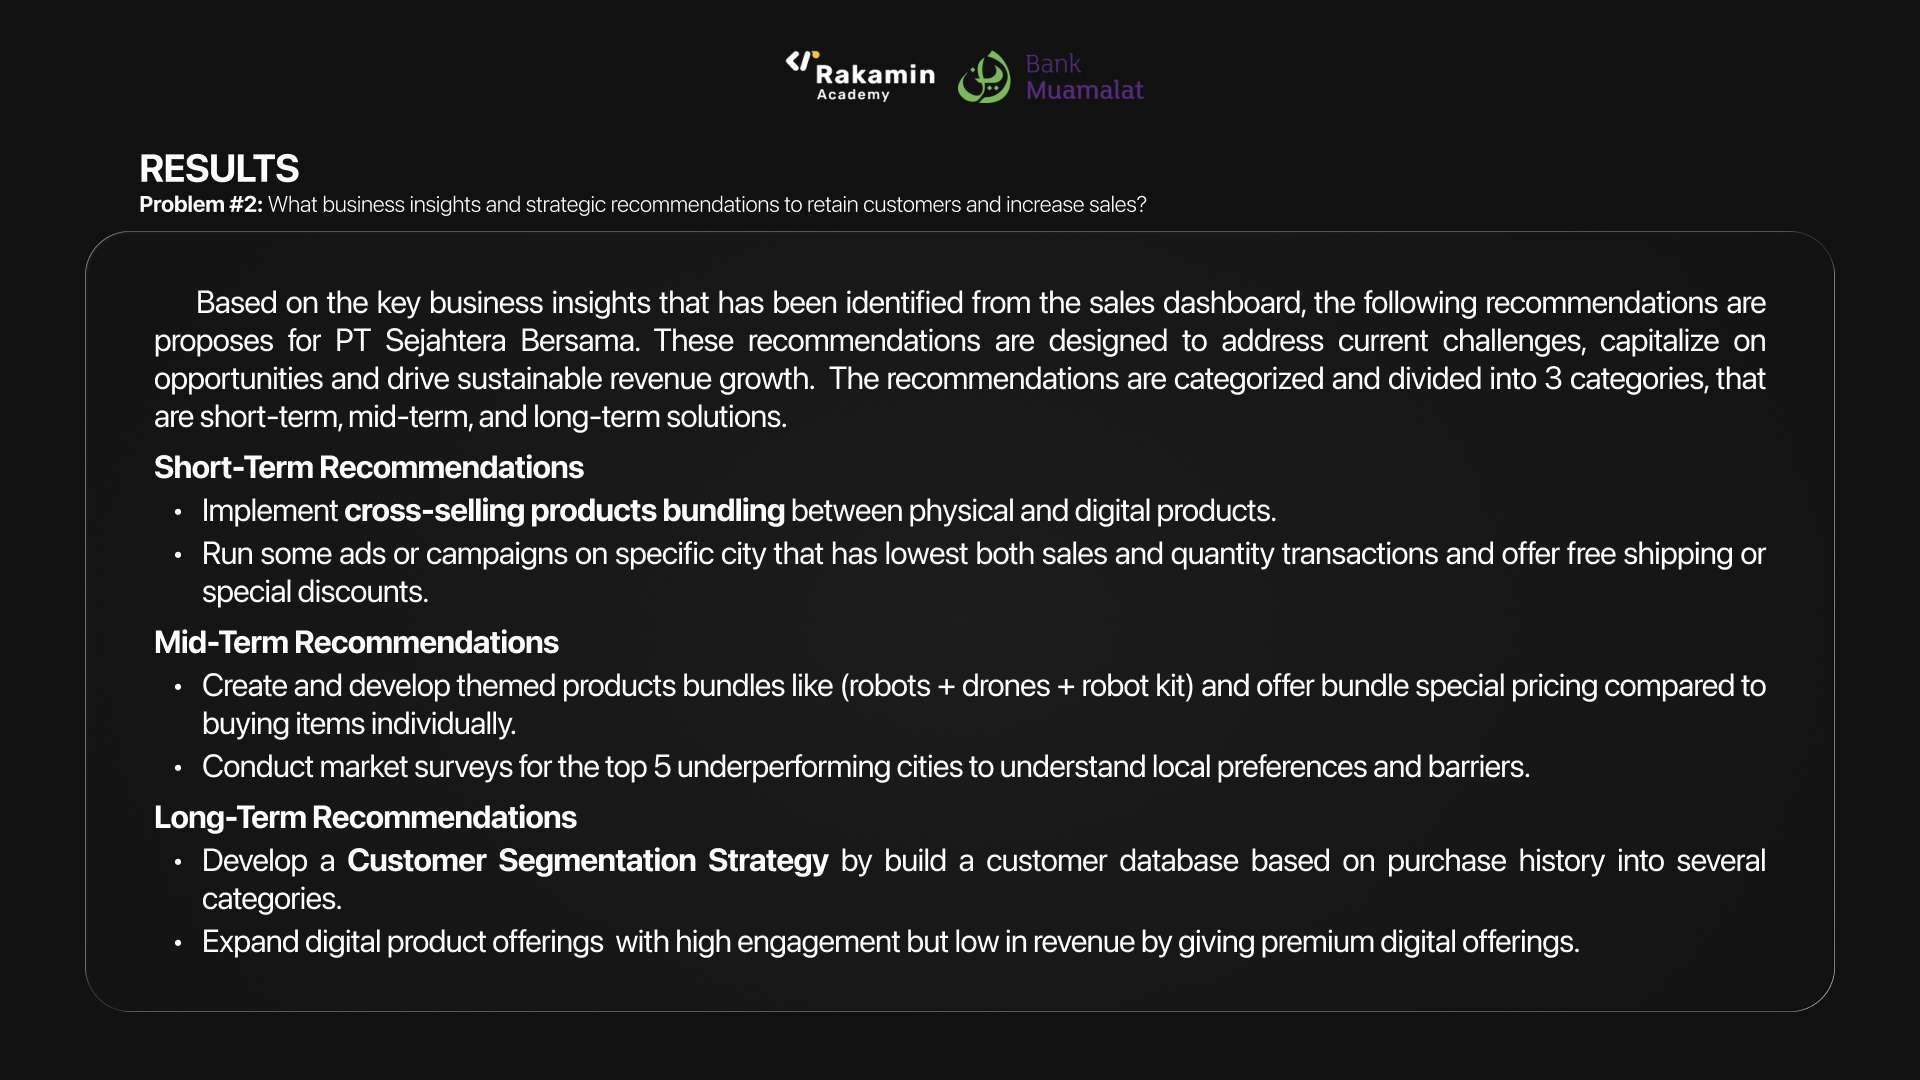 Rakamin
Academy
Bank
Muamalat
RESULTS
Problem #2: What business insights and strategic recommendations to retain customers and increase sales?
Based on the key business insights that has been identified from the sales dashboard, the following recommendations are
proposes for PT Sejahtera Bersama. These recommendations are designed to address current challenges, capitalize on
opportunities and drive sustainable revenue growth.  The recommendations are categorized and divided into 3 categories, that
are short-term, mid-term, and long-term solutions.
Short-Term Recommendations
• Implement cross-selling products bundling between physical and digital products.
• Run some ads or campaigns on specific city that has lowest both sales and quantity transactions and offer free shipping or
special discounts.
Mid-Term Recommendations
• Create and develop themed products bundles like (robots + drones + robot kit) and offer bundle special pricing compared to
buying items individually.
• Conduct market surveys for the top 5 underperforming cities to understand local preferences and barriers.
Long-Term Recommendations
• Develop a Customer Segmentation Strategy by build a customer database based on purchase history into several
categories.
• Expand digital product offerings  with high engagement but low in revenue by giving premium digital offerings.